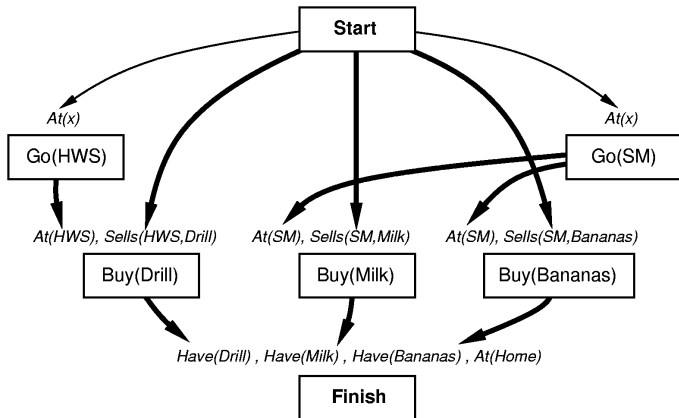 Start
At(x) At(x)
Go(HWS) Go(SM)
At(HWS), Sells(HWS,Drill) At(SM), Sells(SM,Milk) At(SM), Sells(SM,Bananas)
Buy(Drill) Buy(Milk) Buy(Bananas)
Have(Drill) , Have(Milk) , Have(Bananas) , At(Home)
Finish